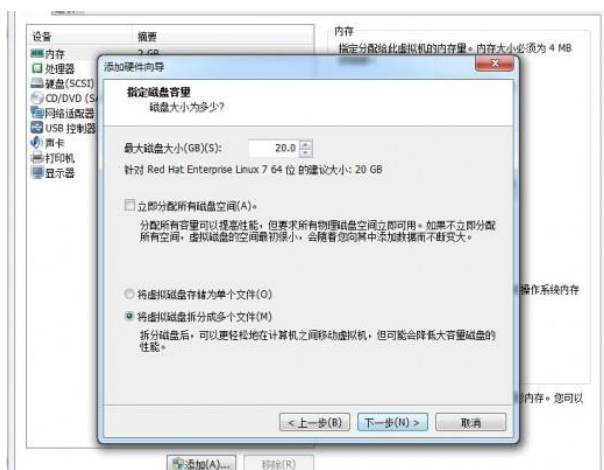 设备
摘要
内存
指定分配给此虚拟机的内存量。内存大小必须为 4 MB
内存
2 GB
处理器
硬盘(SCSI)
CD/DVD (SA
网络适配器
USB 控制器
声卡
打印机
显示器
添加硬件向导
指定磁盘容量
磁盘大小为多少?
最大磁盘大小(GB)(S):
20.0
针对 Red Hat Enterprise Linux 7 64 位 的建议大小: 20 GB
立即分配所有磁盘空间(A)。
分配所有容量可以提高性能,但要求所有物理磁盘空间立即可用。如果不立即分配
所有空间,虚拟磁盘的空间最初很小,会随着您向其中添加数据而不断变大。
将虚拟磁盘存储为单个文件(O)
将虚拟磁盘拆分成多个文件(M)
拆分磁盘后,可以更轻松地在计算机之间移动虚拟机,但可能会降低大容量磁盘的
性能。
操作系统内存
内存。您可以
< 上一步(B)
下一步(N) >
取消
添加(A)...
移除(R)